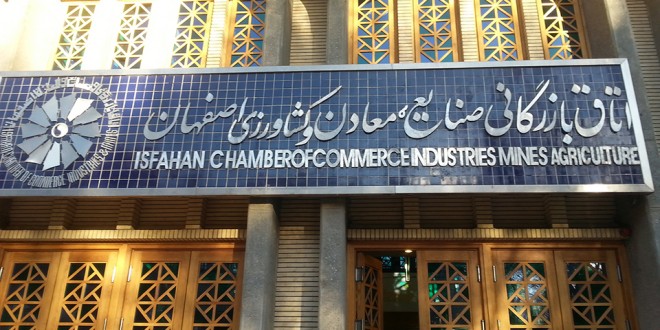 اتاق بازرگانی صنایع، معادن و کشاورزی اصفهان
ISFAHAN CHAMBER OF COMMERCE INDUSTRIES MINES AGRICULTURE